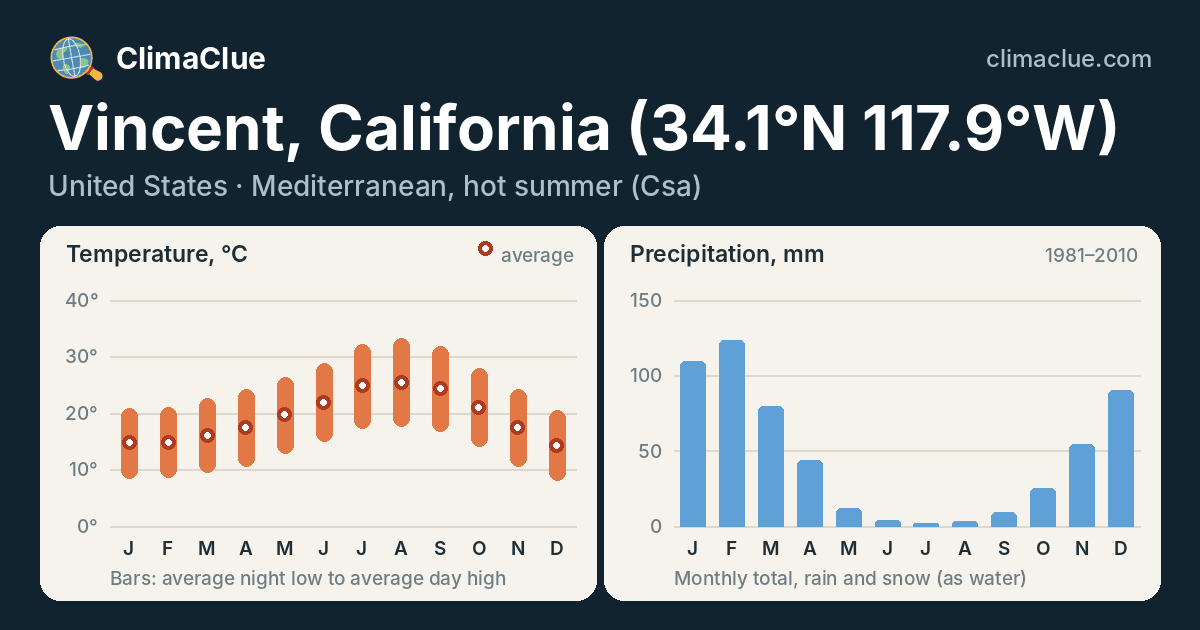 ClimaClue
climaclue.com
Vincent, California (34.1°N 117.9°W)
United States · Mediterranean, hot summer (Csa)
Temperature, °C
average
40°
30°
20°
10°
0°
J F M A M J J A S O N D
Bars: average night low to average day high
Precipitation, mm
1981–2010
150
100
50
0
J F M A M J J A S O N D
Monthly total, rain and snow (as water)